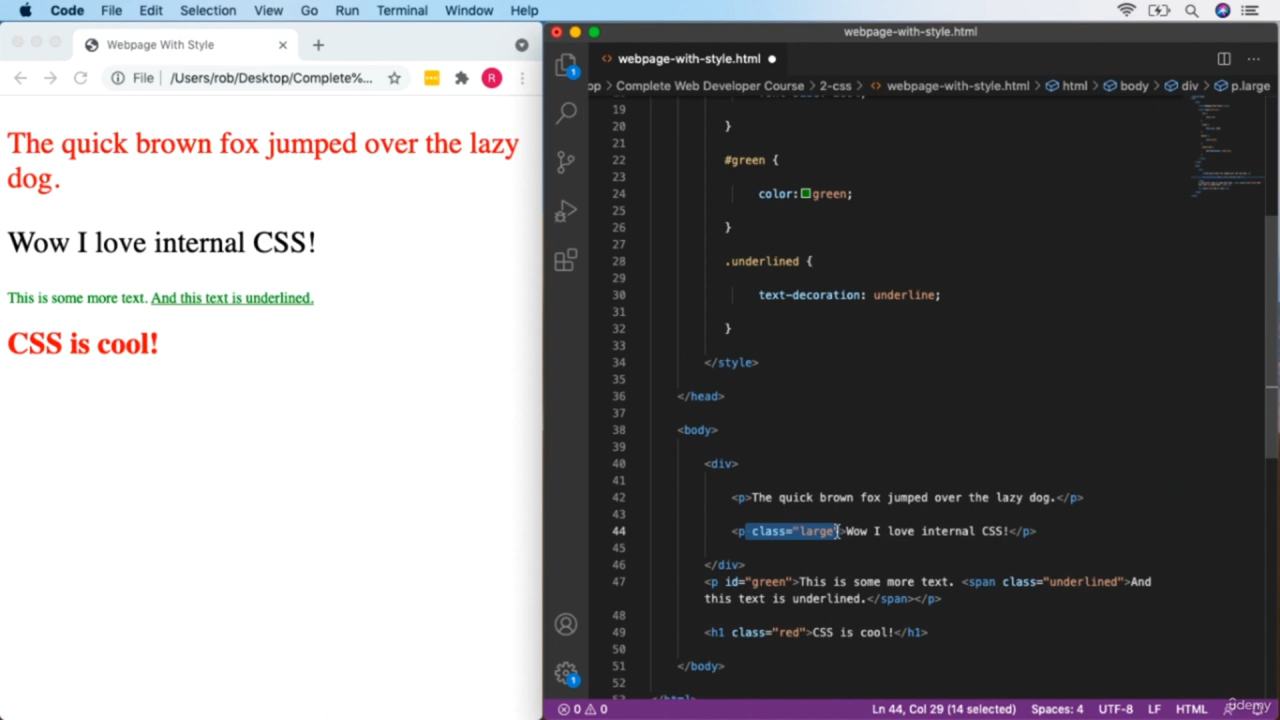 Code File Edit Selection View Go Run Terminal Window Help
Webpage With Style
File /Users/rob/Desktop/Complete%... R
The quick brown fox jumped over the lazy
dog.
Wow I love internal CSS!
This is some more text. And this text is underlined.
CSS is cool!
webpage-with-style.html
webpage-with-style.html
op > Complete Web Developer Course > 2-css > webpage-with-style.html > html > body > div > p.large
1
19
20 }
21
22 #green {
23
24 color: green;
25
26 }
27
28 .underlined {
29
30 text-decoration: underline;
31
32 }
33
34 </style>
35
36 </head>
37
38 <body>
39
40 <div>
41
42 <p>The quick brown fox jumped over the lazy dog.</p>
43
44 <p class="large">Wow I love internal CSS!</p>
45
46 </div>
47 <p id="green">This is some more text. <span class="underlined">And
this text is underlined.</span></p>
48
49 <h1 class="red">CSS is cool!</h1>
50
51 </body>
52
1
0 0 Ln 44, Col 29 (14 selected) Spaces: 4 UTF-8 LF HTML
ûdemy